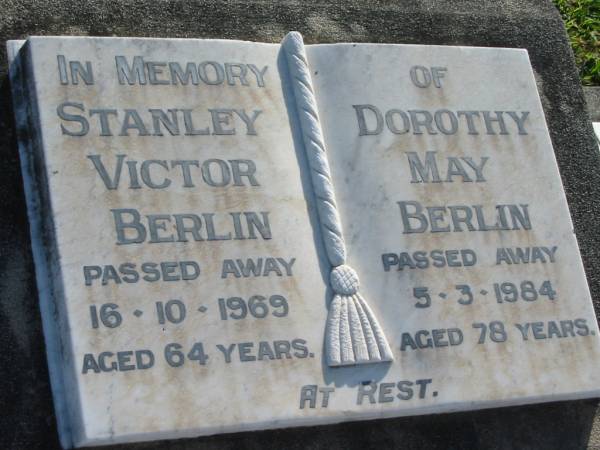 In Memory
Stanley
Victor
Berlin
passed away
16·10·1969
aged 64 years.
of
Dorothy
May
Berlin
passed away
5·3·1984
aged 78 years.
At Rest.